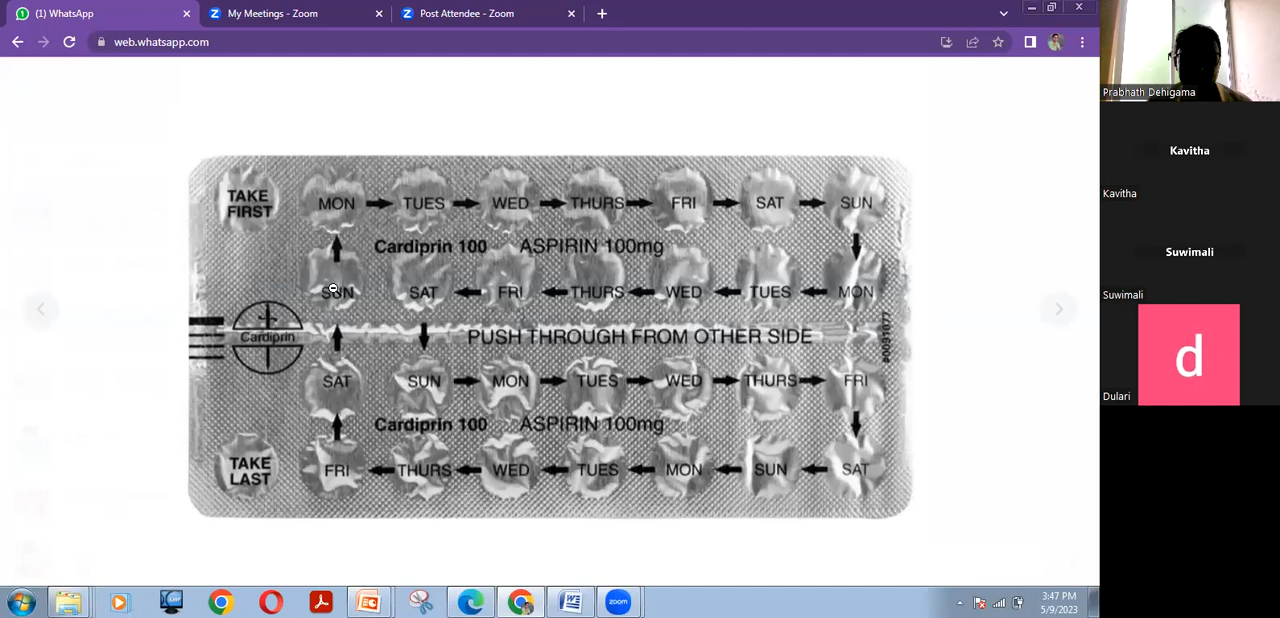 (1) WhatsApp
My Meetings - Zoom
Post Attendee - Zoom
web.whatsapp.com
Prabhath Dehigama
Kavitha
Kavitha
Suwimali
Suwimali
d
Dulari
TAKE FIRST
MON TUES WED THURS FRI SAT SUN
Cardiprin 100 ASPIRIN 100mg
SUN SAT FRI THURS WED TUES MON
Cardiprin
PUSH THROUGH FROM OTHER SIDE
#0091077
SAT SUN MON TUES WED THURS FRI
Cardiprin 100 ASPIRIN 100mg
TAKE LAST
FRI THURS WED TUES MON SUN SAT
zoom
3:47 PM
5/9/2023